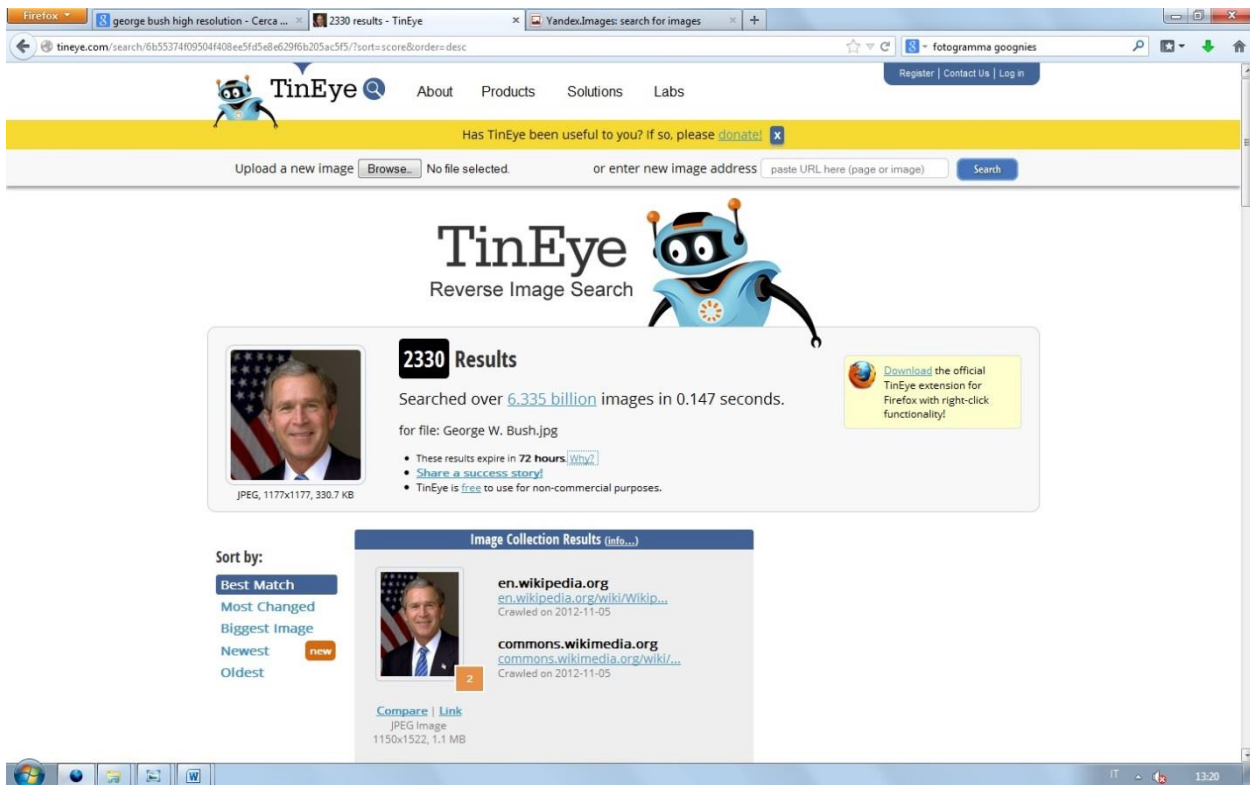 Firefox
george bush high resolution - Cerca ...
2330 results - TinEye
Yandex.Images: search for images
tineye.com/search/6b55374f09504f408ee5fd5e8e629f6b205ac5f5/?sort=score&order=desc
fotogramma goognies
TinEye
About Products Solutions Labs
Register | Contact Us | Log in
Has TinEye been useful to you? If so, please donate! x
Upload a new image Browse... No file selected. or enter new image address paste URL here (page or image) Search
TinEye
Reverse Image Search
2330 Results
Searched over 6.335 billion images in 0.147 seconds.
for file: George W. Bush.jpg
These results expire in 72 hours. Why?
Share a success story!
TinEye is free to use for non-commercial purposes.
JPEG, 1177x1177, 330.7 KB
Download the official
TinEye extension for
Firefox with right-click
functionality!
Sort by:
Best Match
Most Changed
Biggest Image
Newest new
Oldest
Image Collection Results (info...)
en.wikipedia.org
en.wikipedia.org/wiki/Wikip...
Crawled on 2012-11-05
commons.wikimedia.org
commons.wikimedia.org/wiki/...
Crawled on 2012-11-05
2
Compare | Link
JPEG Image
1150x1522, 1.1 MB
IT 13:20